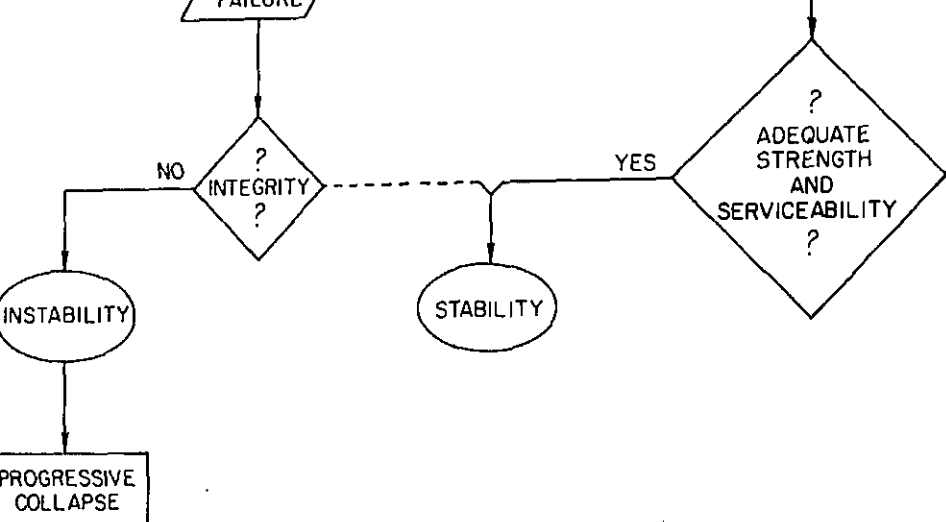 FAILURE
?
ADEQUATE
STRENGTH
AND
SERVICEABILITY
?
NO
?
INTEGRITY
?
YES
INSTABILITY
STABILITY
PROGRESSIVE
COLLAPSE